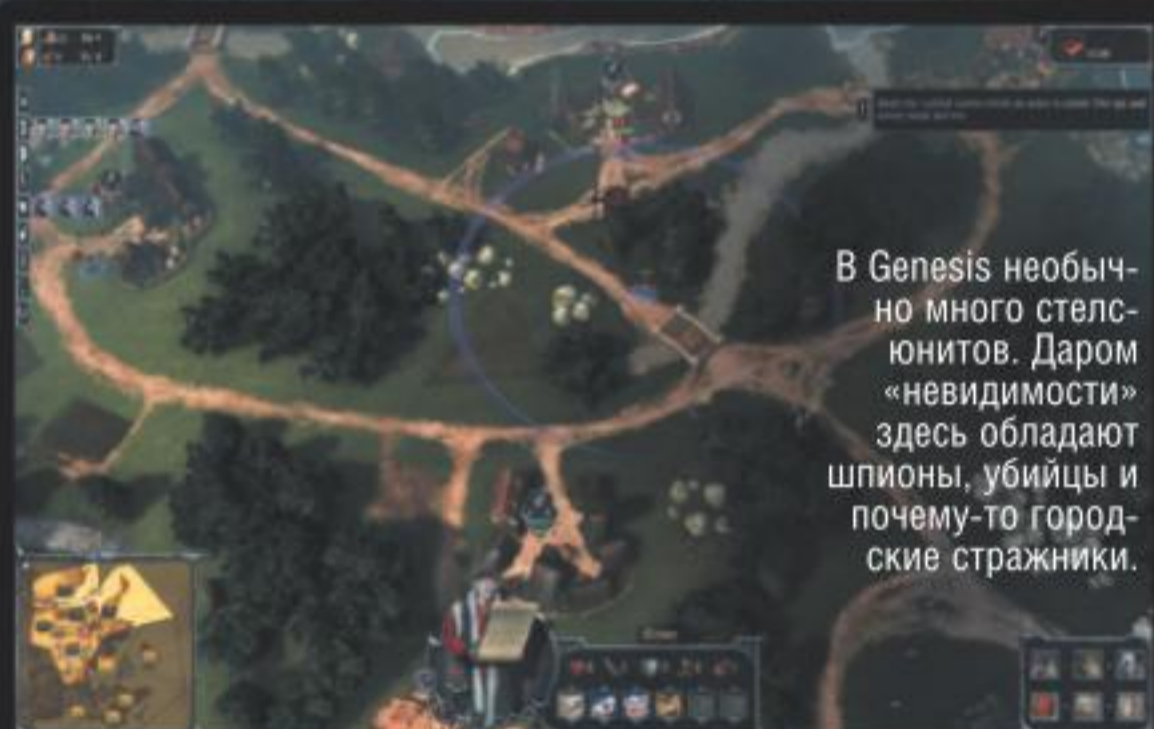 В Genesis необыч-
но много стелс-
юнитов. Даром
«невидимости»
здесь обладают
шпионы, убийцы и
почему-то город-
ские стражники.